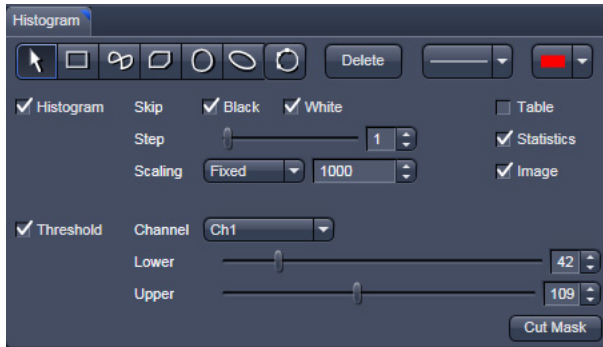 Histogram
Delete
Histogram Skip Black White Table
Step 1 Statistics
Scaling Fixed 1000 Image
Threshold Channel Ch1
Lower 42
Upper 109
Cut Mask